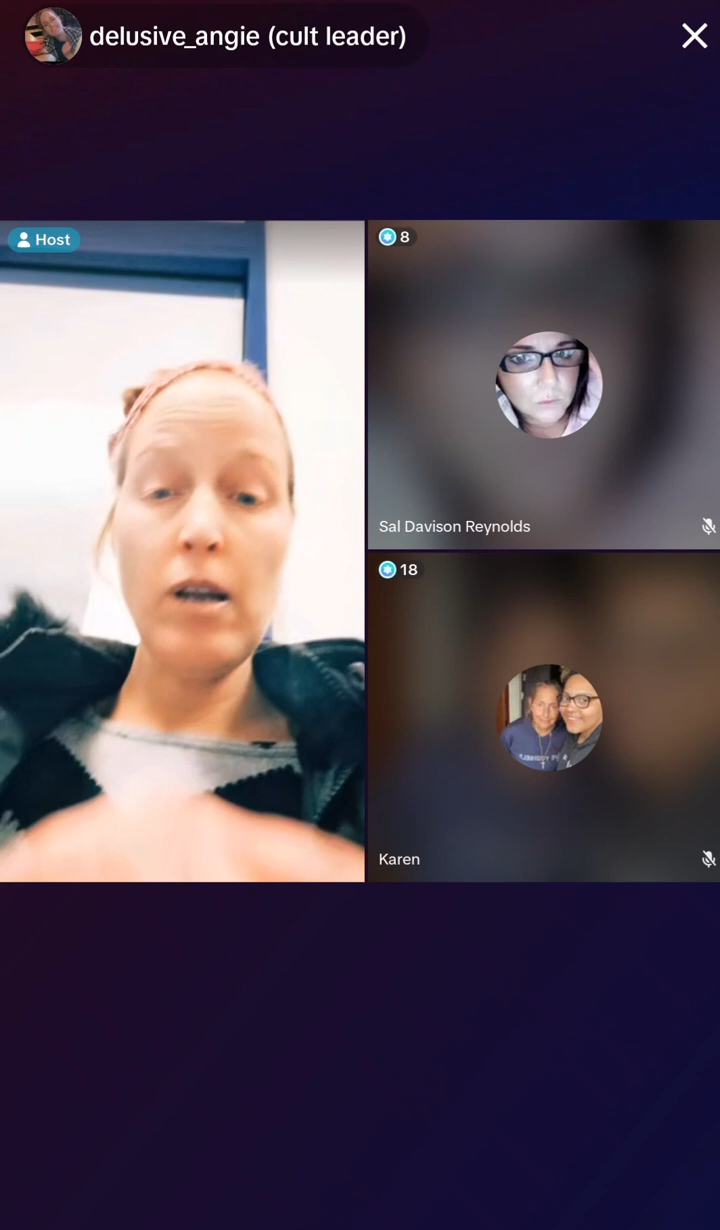 delusive_angie (cult leader)
Host
8
Sal Davison Reynolds
18
Karen